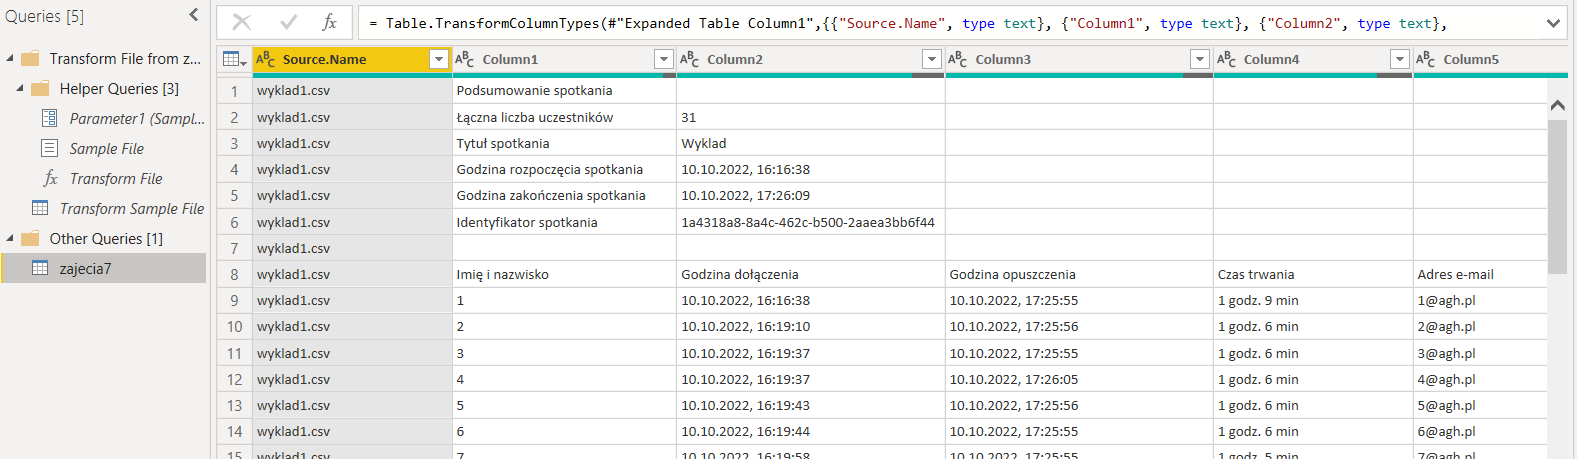 Queries [5]
= Table.TransformColumnTypes(#"Expanded Table Column1",{{"Source.Name", type text}, {"Column1", type text}, {"Column2", type text},
Transform File from z...
Helper Queries [3]
Parameter1 (Sampl...
Sample File
fx Transform File
Transform Sample File
Other Queries [1]
zajecia7
fx
ABC Source.Name ABC Column1 ABC Column2 ABC Column3 ABC Column4 ABC Column5
1 wyklad1.csv Podsumowanie spotkania
2 wyklad1.csv Łączna liczba uczestników 31
3 wyklad1.csv Tytuł spotkania Wyklad
4 wyklad1.csv Godzina rozpoczęcia spotkania 10.10.2022, 16:16:38
5 wyklad1.csv Godzina zakończenia spotkania 10.10.2022, 17:26:09
6 wyklad1.csv Identyfikator spotkania 1a4318a8-8a4c-462c-b500-2aaea3bb6f44
7 wyklad1.csv
8 wyklad1.csv Imię i nazwisko Godzina dołączenia Godzina opuszczenia Czas trwania Adres e-mail
9 wyklad1.csv 1 10.10.2022, 16:16:38 10.10.2022, 17:25:55 1 godz. 9 min 1@agh.pl
10 wyklad1.csv 2 10.10.2022, 16:19:10 10.10.2022, 17:25:56 1 godz. 6 min 2@agh.pl
11 wyklad1.csv 3 10.10.2022, 16:19:37 10.10.2022, 17:25:55 1 godz. 6 min 3@agh.pl
12 wyklad1.csv 4 10.10.2022, 16:19:37 10.10.2022, 17:26:05 1 godz. 6 min 4@agh.pl
13 wyklad1.csv 5 10.10.2022, 16:19:43 10.10.2022, 17:25:56 1 godz. 6 min 5@agh.pl
14 wyklad1.csv 6 10.10.2022, 16:19:44 10.10.2022, 17:25:55 1 godz. 6 min 6@agh.pl
15 wyklad1.csv 7 10.10.2022, 16:19:58 10.10.2022, 17:25:55 1 godz. 5 min 7@agh.pl